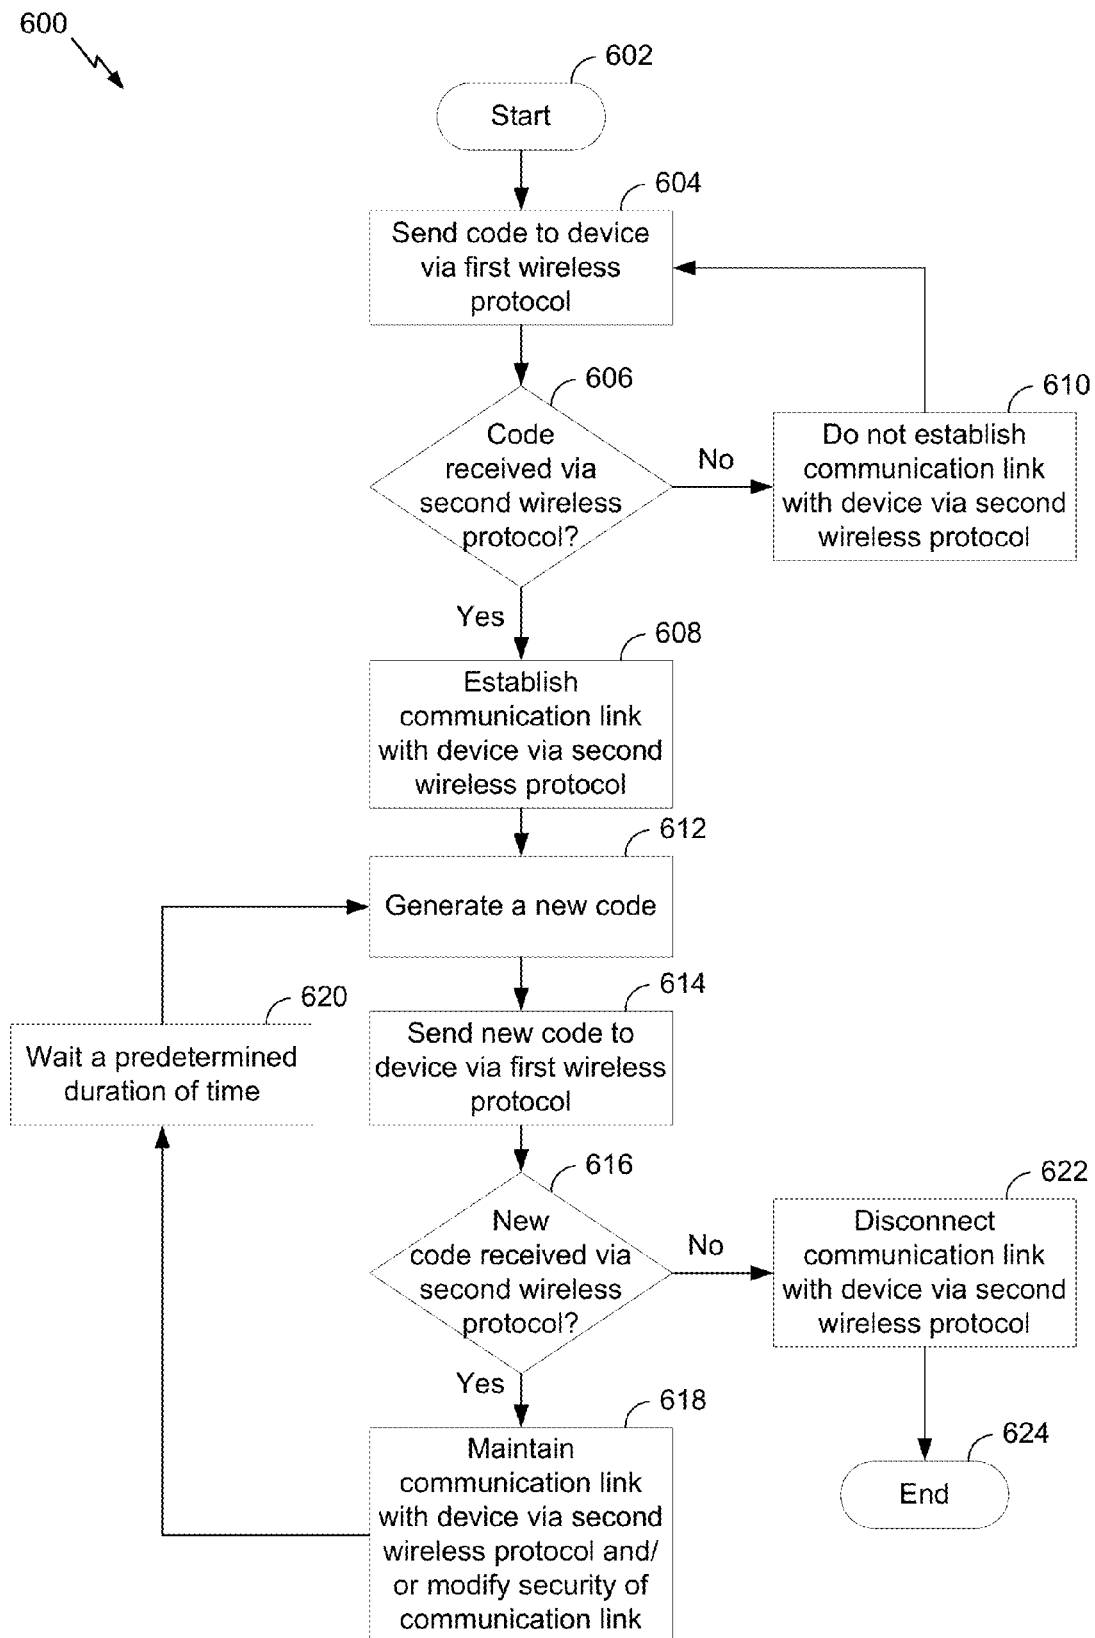 600
602
Start
604
Send code to device
via first wireless
protocol
606
Code
received via
second wireless
protocol?
No
610
Do not establish
communication link
with device via second
wireless protocol
Yes
608
Establish
communication link
with device via second
wireless protocol
612
Generate a new code
614
Send new code to
device via first wireless
protocol
620
Wait a predetermined
duration of time
616
New
code received via
second wireless
protocol?
No
622
Disconnect
communication link
with device via second
wireless protocol
Yes
618
Maintain
communication link
with device via second
wireless protocol and/
or modify security of
communication link
624
End